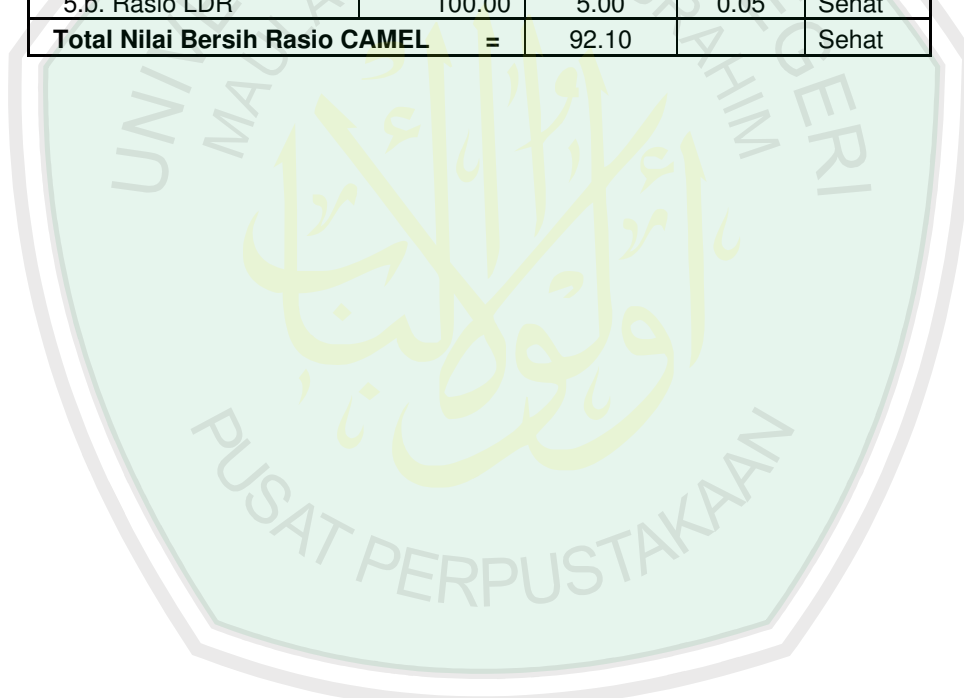 5.b. Rasio LDR 100.00 5.00 0.05 Sehat
Total Nilai Bersih Rasio CAMEL = 92.10 Sehat
PUSAT PERPUSTAKAAN